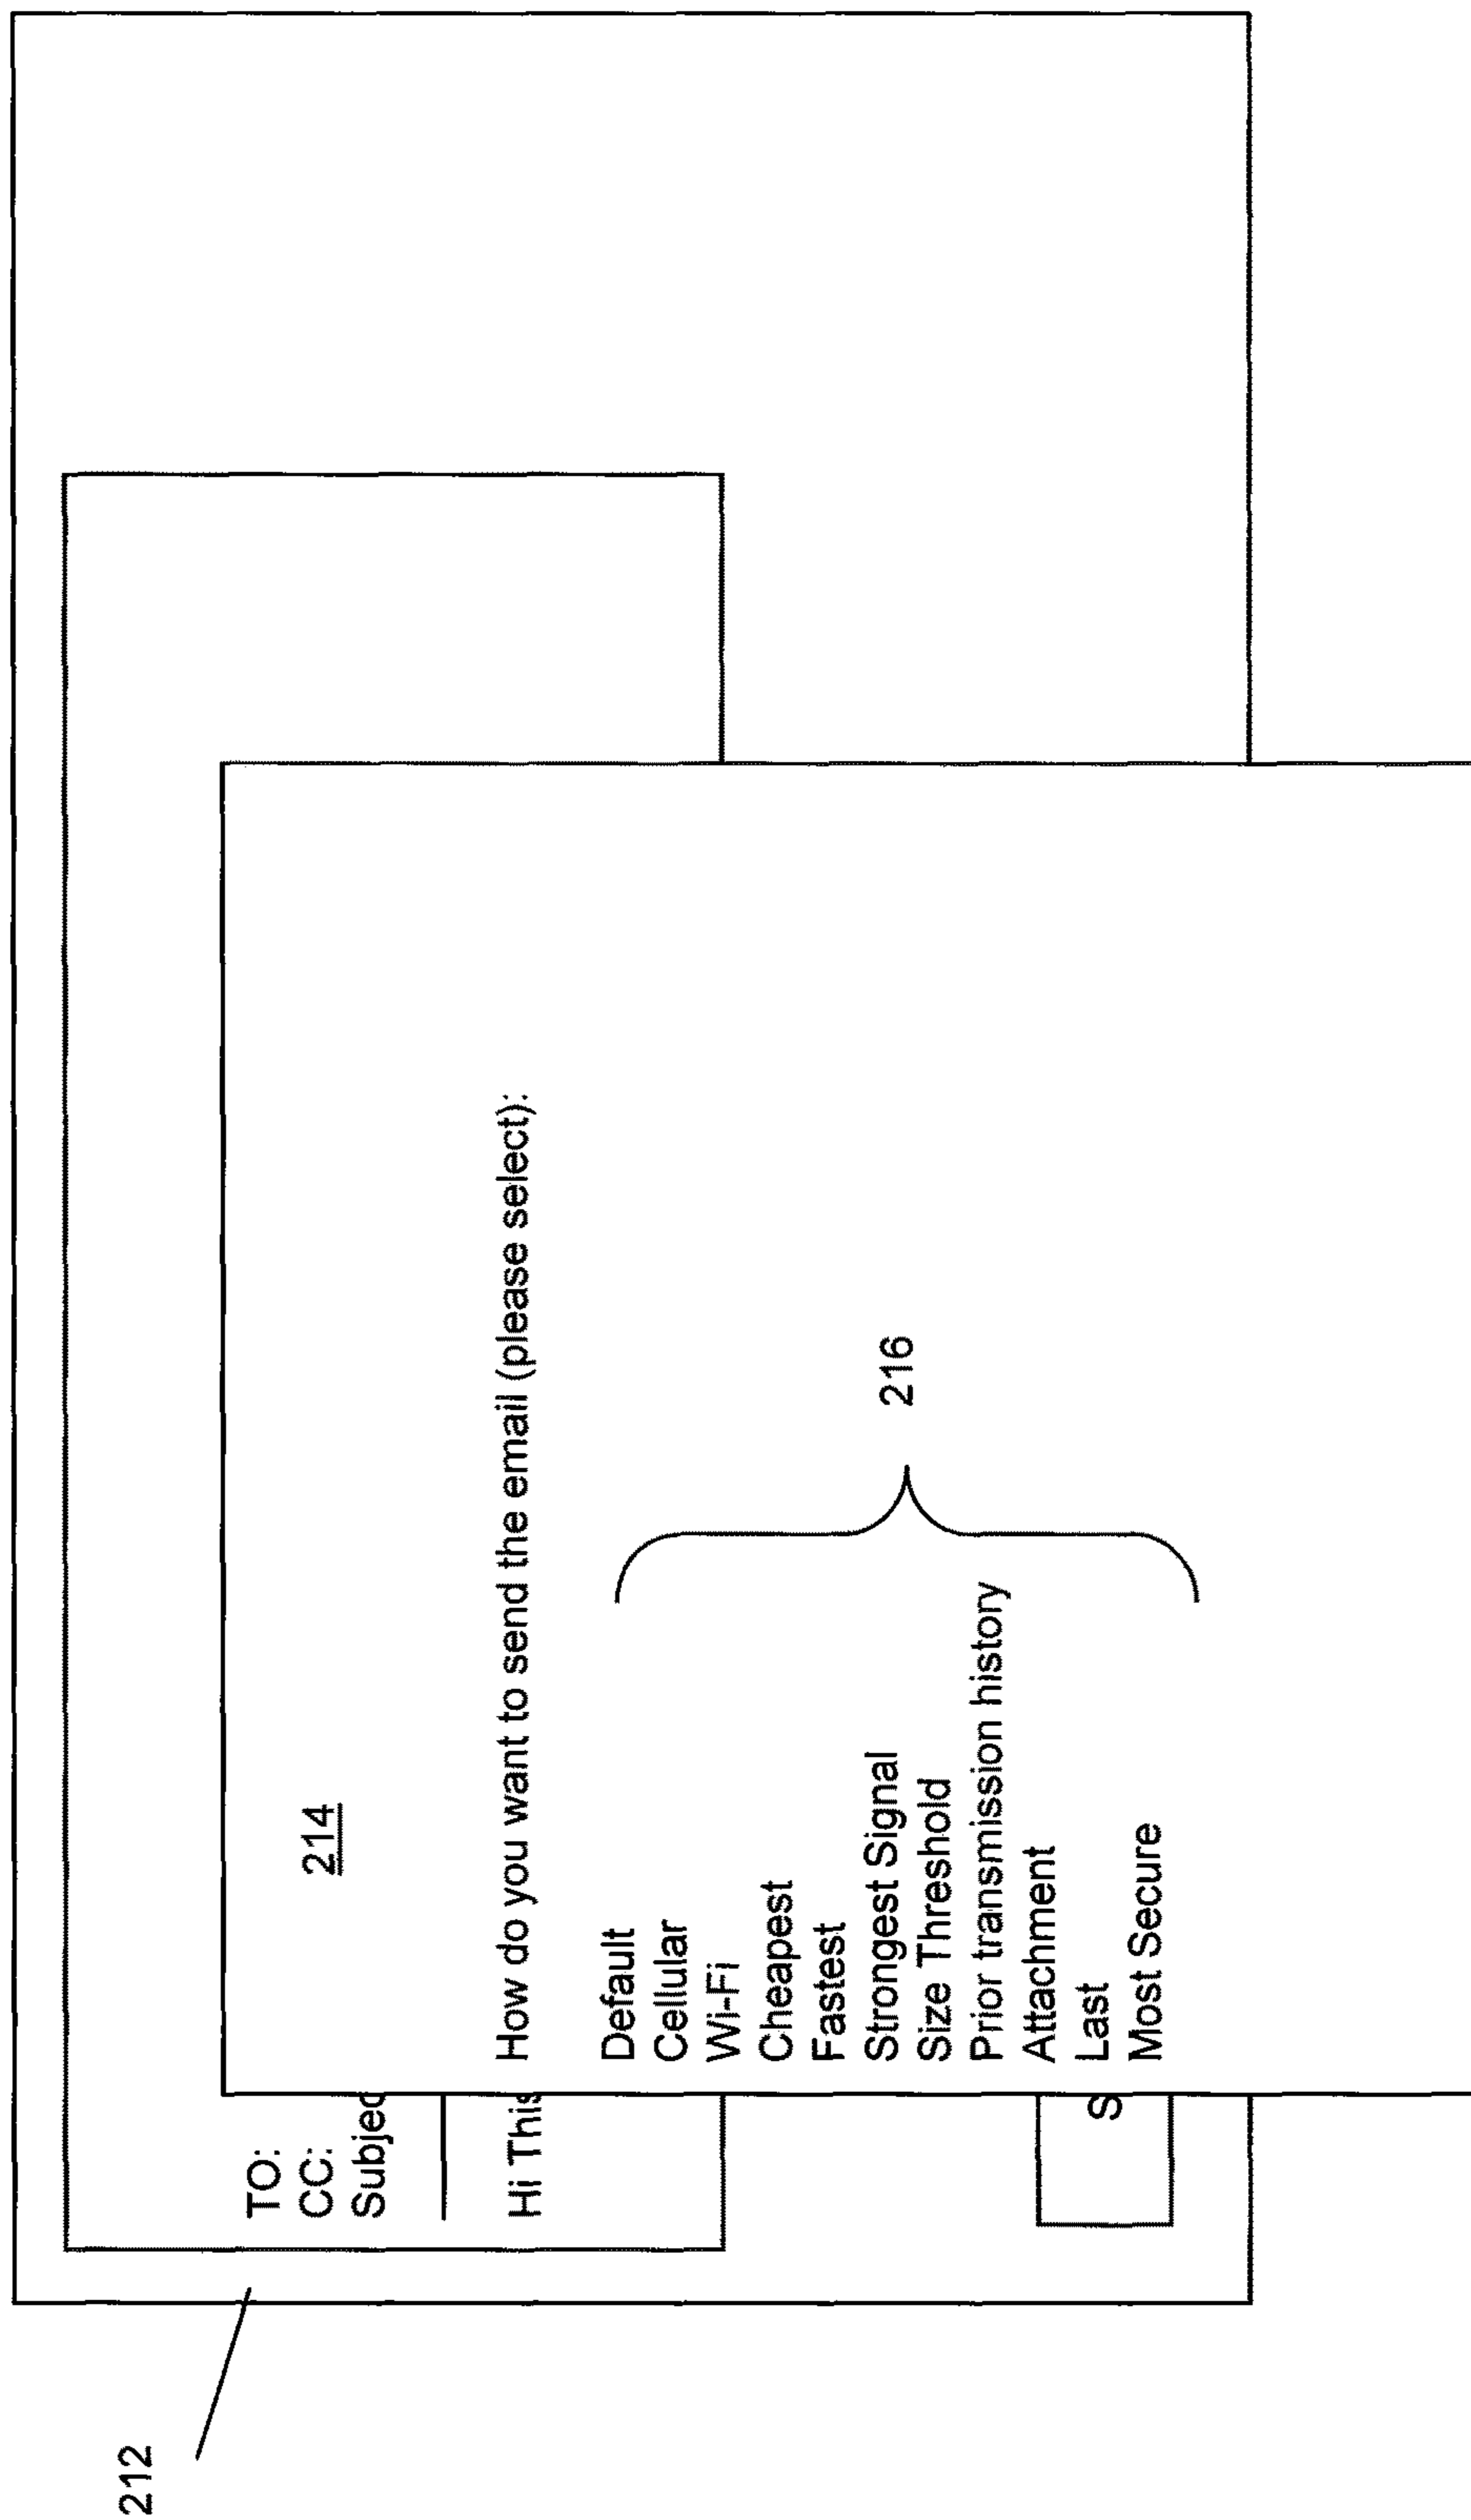 212
TO:
CC:
Subjec
Hi This
S
214
How do you want to send the email (please select):
Default
Cellular
Wi-Fi
Cheapest
Fastest
Strongest Signal
Size Threshold
Prior transmission history
Attachment
Last
Most Secure
216